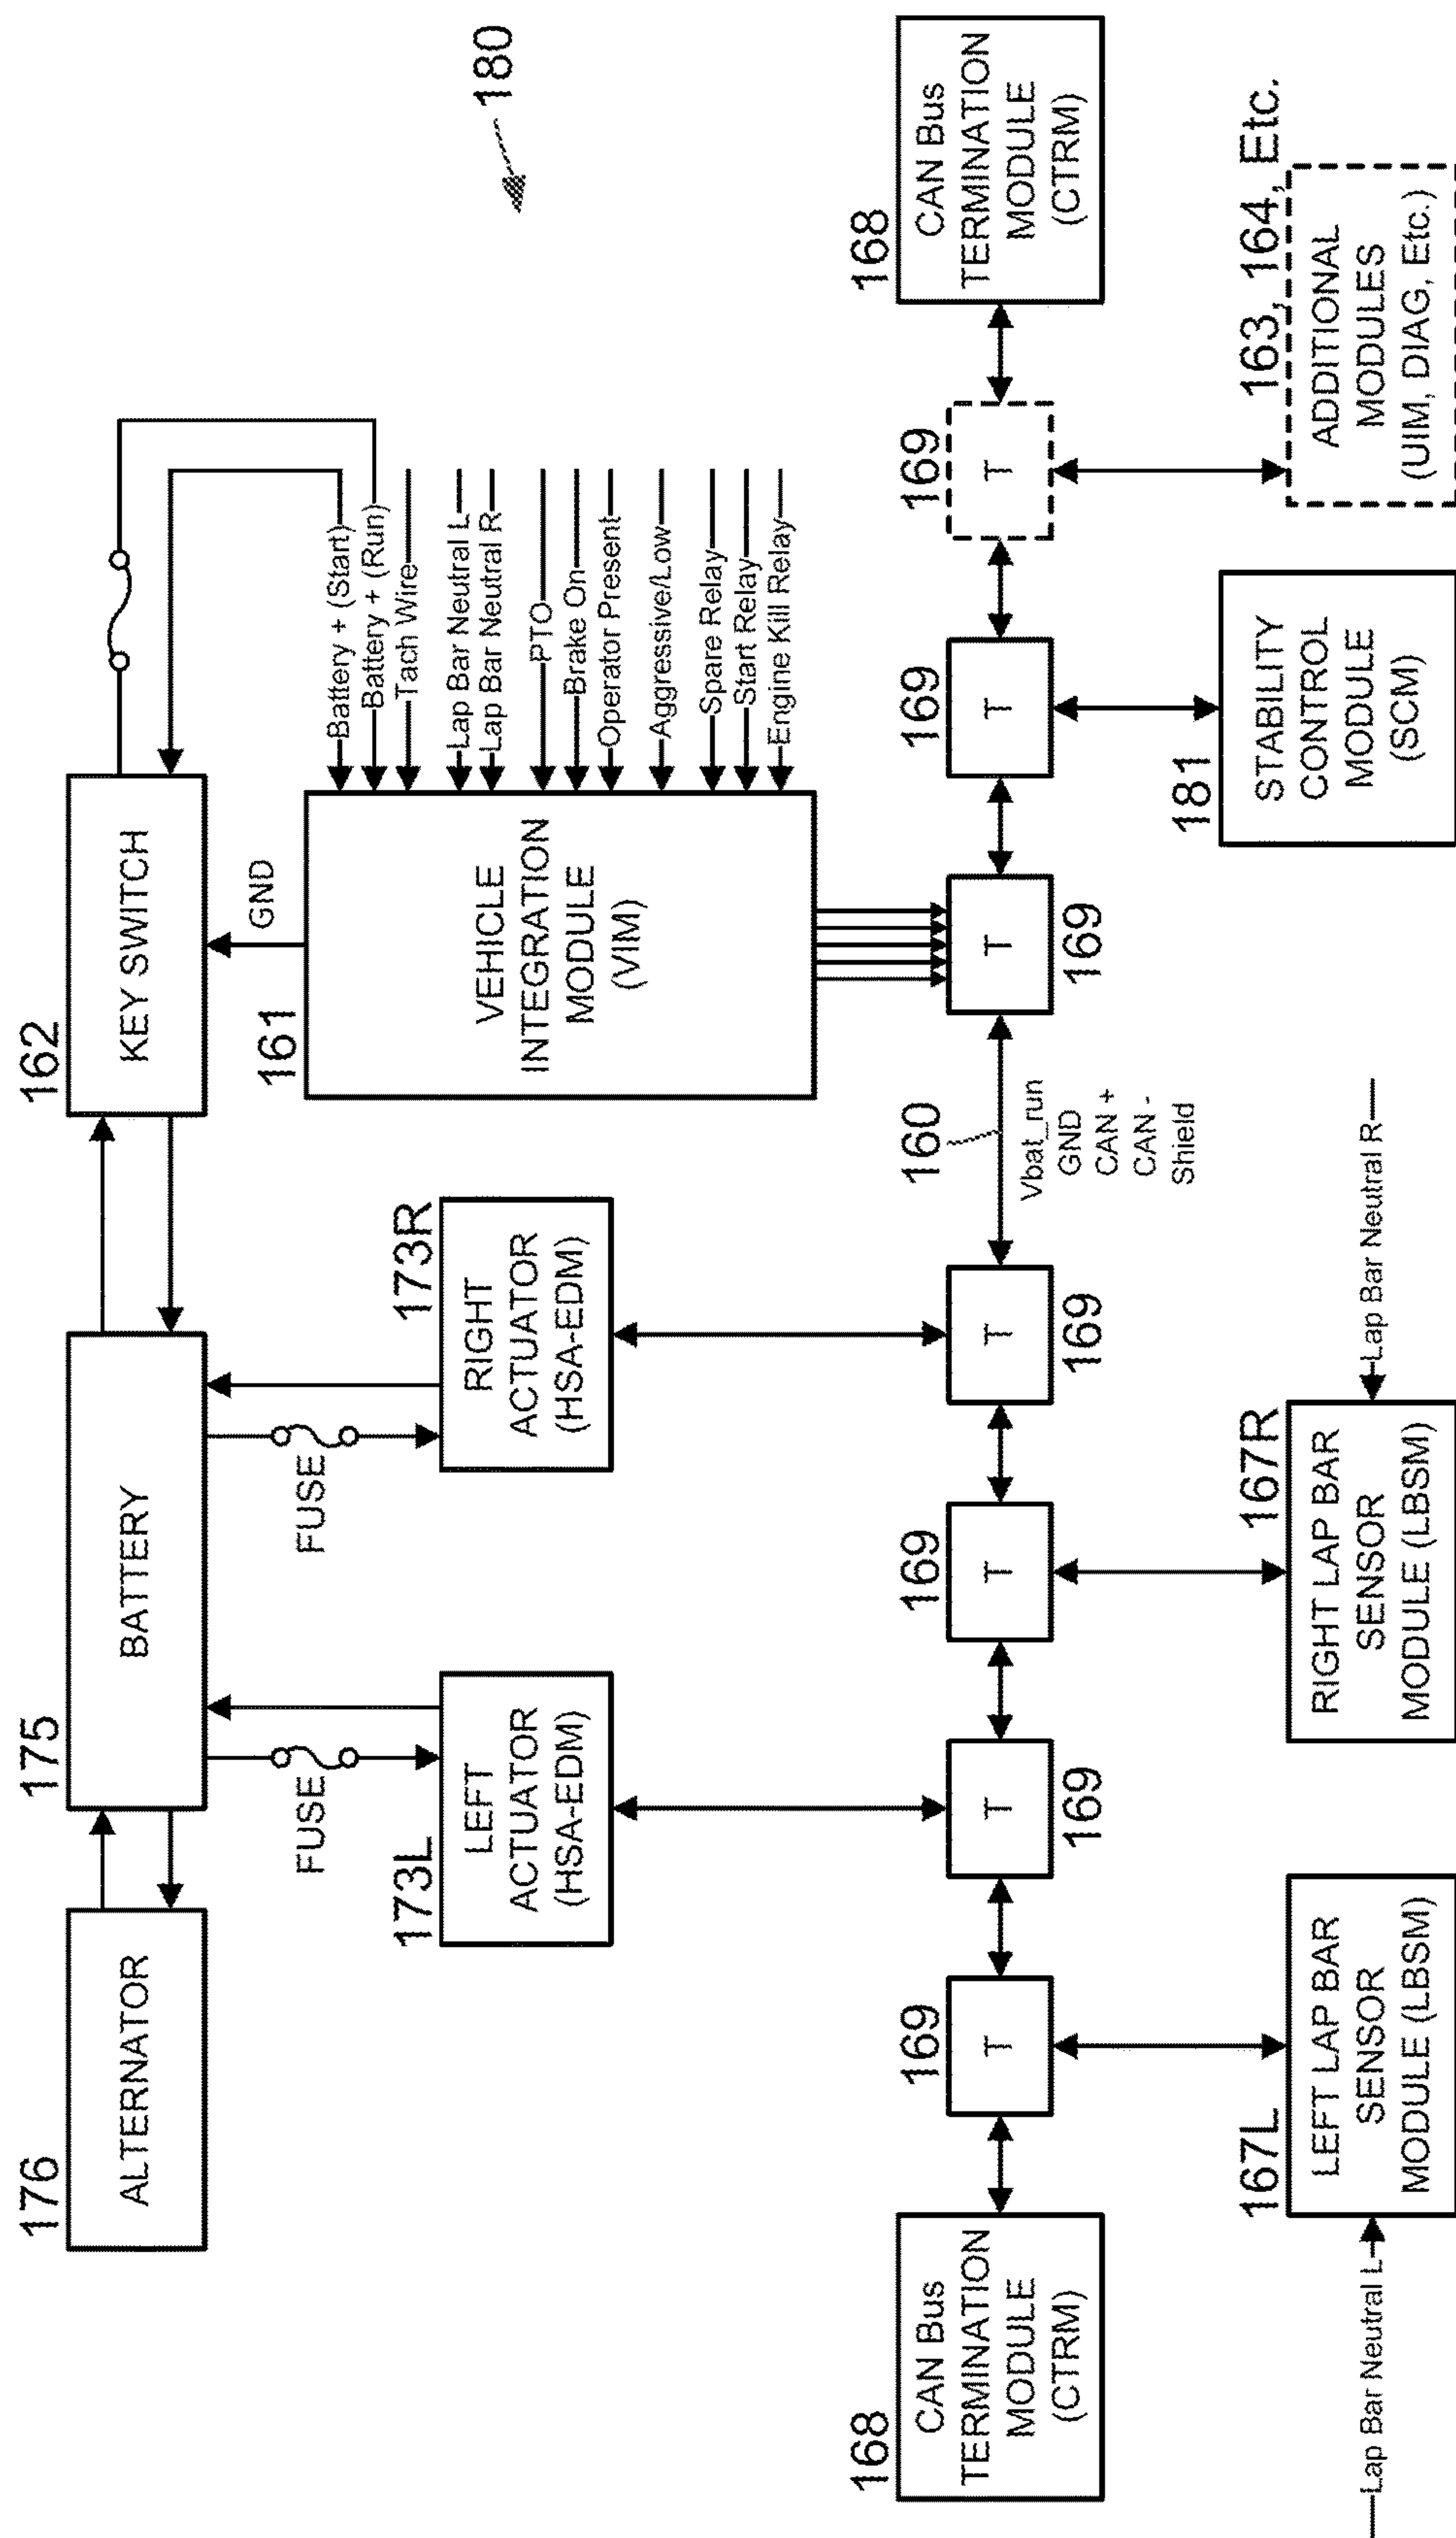 180
176
ALTERNATOR
175
BATTERY
162
KEY SWITCH
FUSE
FUSE
GND
173L
LEFT
ACTUATOR
(HSA-EDM)
173R
RIGHT
ACTUATOR
(HSA-EDM)
161
VEHICLE
INTEGRATION
MODULE
(VIM)
Battery + (Start)
Battery + (Run)
Tach Wire
Lap Bar Neutral L
Lap Bar Neutral R
PTO
Brake On
Operator Present
Aggressive/Low
Spare Relay
Start Relay
Engine Kill Relay
168
CAN Bus
TERMINATION
MODULE
(CTRM)
169
T
T
169
169
T
T
169
160
Vbat_run
GND
CAN +
CAN -
Shield
T
169
169
T
169
T
168
CAN Bus
TERMINATION
MODULE
(CTRM)
Lap Bar Neutral L
167L
LEFT LAP BAR
SENSOR
MODULE (LBSM)
167R
RIGHT LAP BAR
SENSOR
MODULE (LBSM)
Lap Bar Neutral R
181
STABILITY
CONTROL
MODULE
(SCM)
163, 164, Etc.
ADDITIONAL
MODULES
(UIM, DIAG, Etc.)